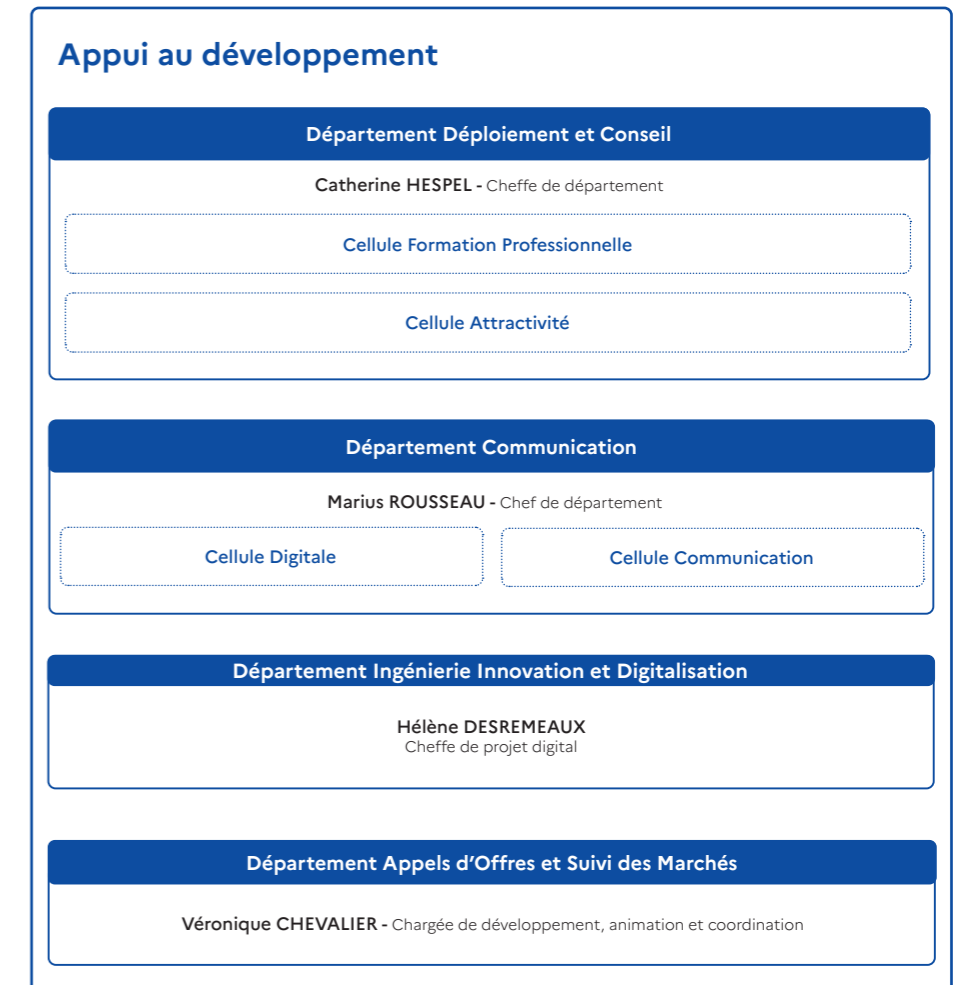 Appui au développement
Département Déploiement et Conseil
Catherine HESPEL - Cheffe de département
Cellule Formation Professionnelle
Cellule Attractivité
Département Communication
Marius ROUSSEAU - Chef de département
Cellule Digitale
Cellule Communication
Département Ingénierie Innovation et Digitalisation
Hélène DESREMEAUX
Cheffe de projet digital
Département Appels d’Offres et Suivi des Marchés
Véronique CHEVALIER - Chargée de développement, animation et coordination